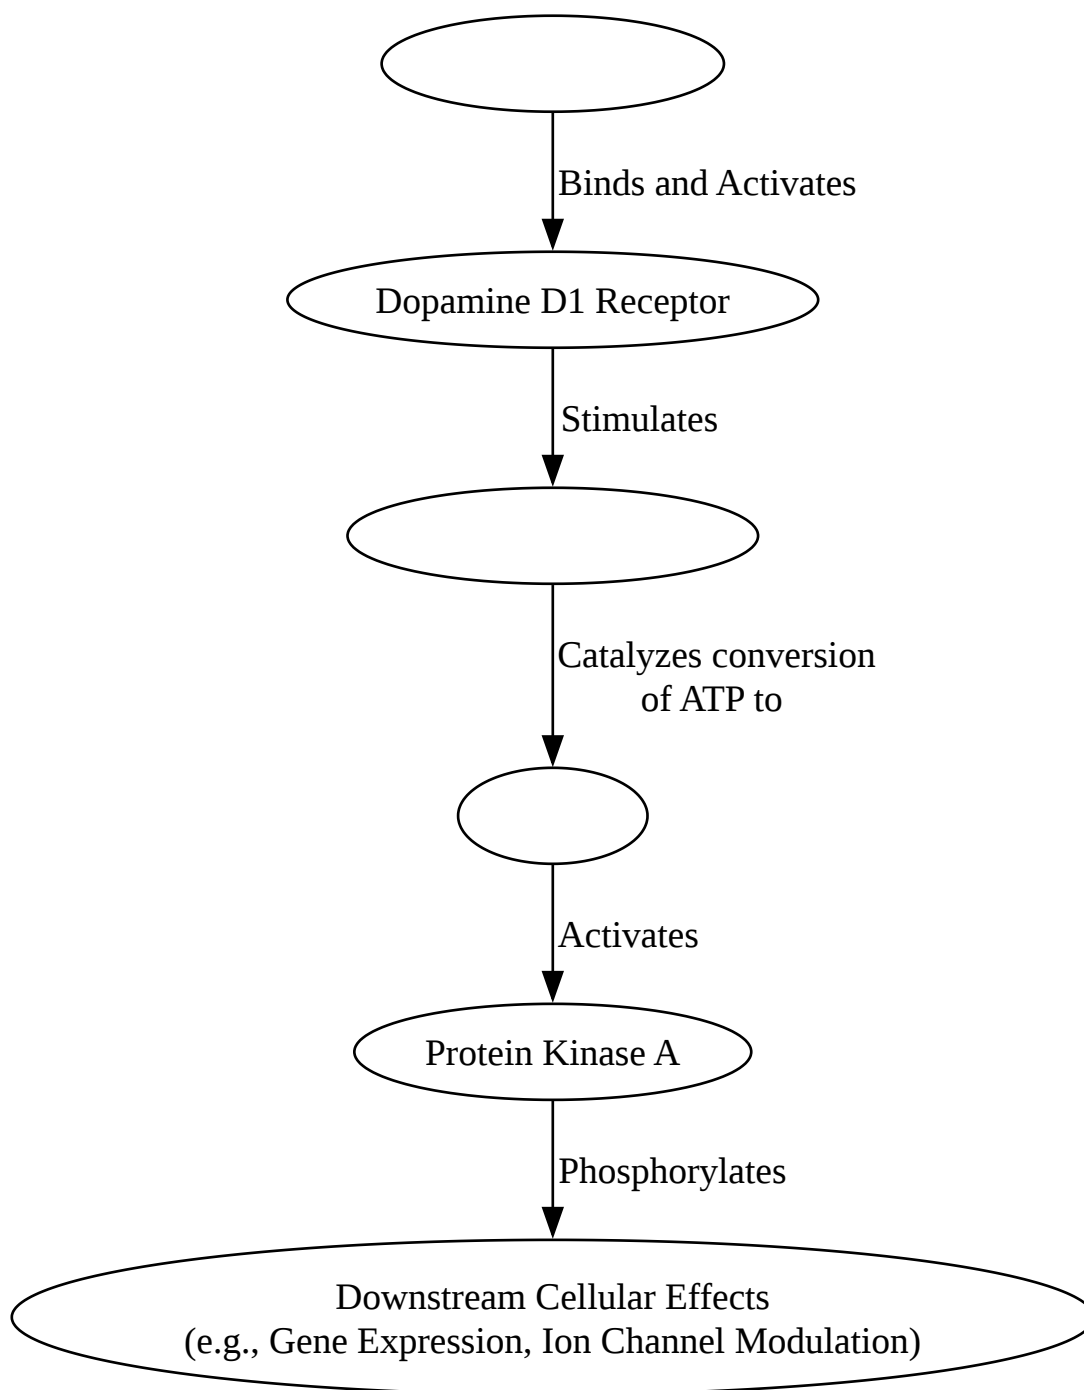 Binds and Activates
Dopamine D1 Receptor
Stimulates
Catalyzes conversion
of ATP to
Activates
Protein Kinase A
Phosphorylates
Downstream Cellular Effects
(e.g., Gene Expression, Ion Channel Modulation)